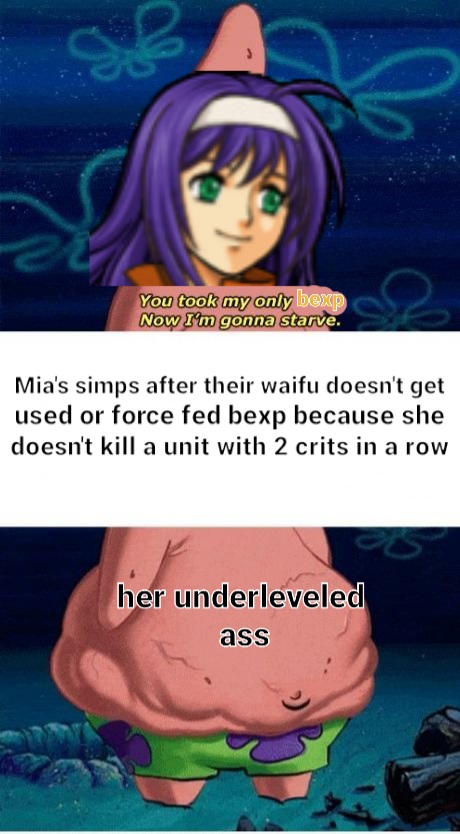 You took my only bexp
Now I'm gonna starve.
Mia's simps after their waifu doesn't get
used or force fed bexp because she
doesn't kill a unit with 2 crits in a row
her underleveled
ass